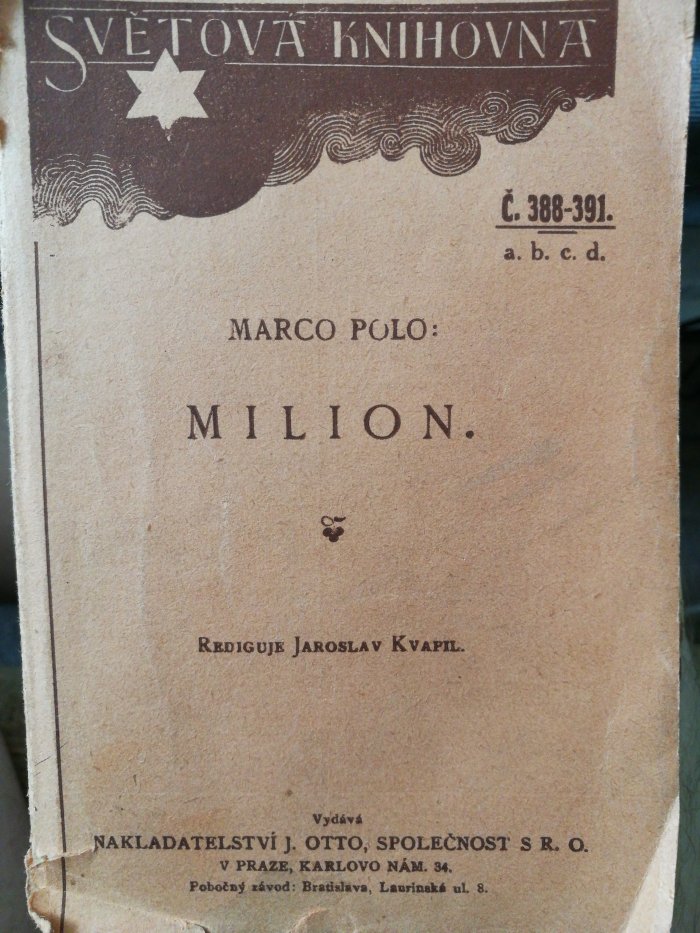 SVĚTOVÁ KNIHOVNA
Č. 388-391.
a. b. c. d.
MARCO POLO:
MILION.
REDIGUJE JAROSLAV KVAPIL.
Vydává
NAKLADATELSTVÍ J. OTTO, SPOLEČNOST S R. O.
V PRAZE, KARLOVO NÁM. 34.
Pobočný závod: Bratislava, Laurinská ul. 8.